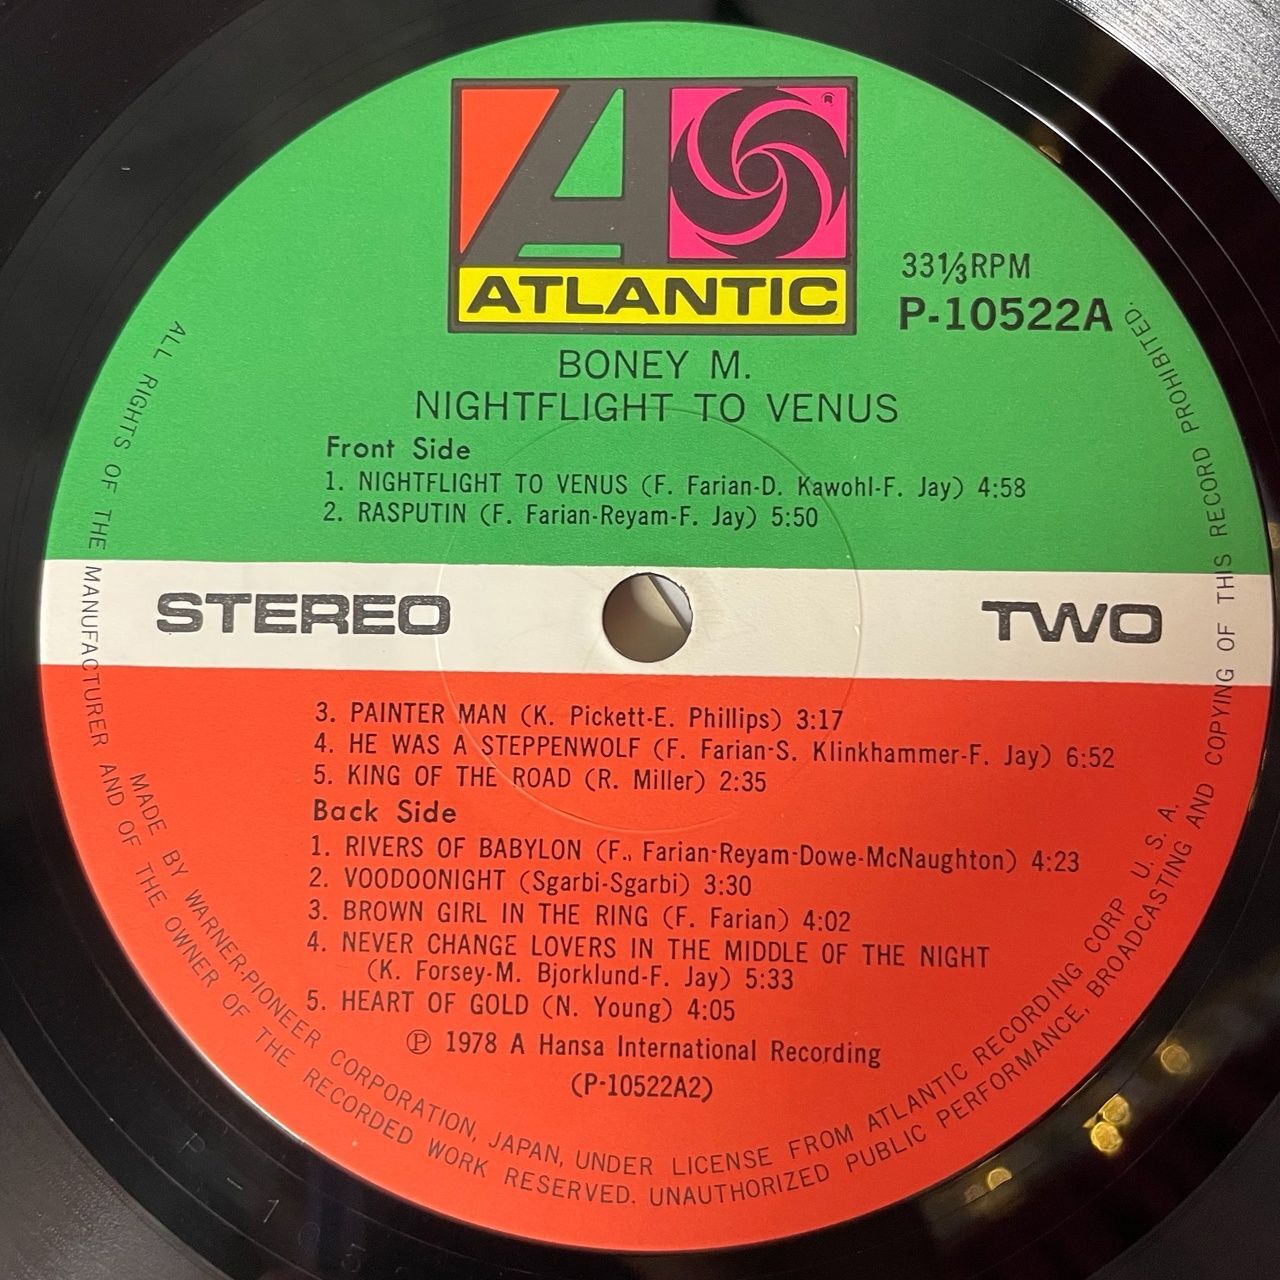 ATLANTIC
®
33⅓RPM
P-10522A
BONEY M.
NIGHTFLIGHT TO VENUS
Front Side
1. NIGHTFLIGHT TO VENUS (F. Farian-D. Kawohl-F. Jay) 4:58
2. RASPUTIN (F. Farian-Reyam-F. Jay) 5:50
STEREO
TWO
3. PAINTER MAN (K. Pickett-E. Phillips) 3:17
4. HE WAS A STEPPENWOLF (F. Farian-S. Klinkhammer-F. Jay) 6:52
5. KING OF THE ROAD (R. Miller) 2:35
Back Side
1. RIVERS OF BABYLON (F.. Farian-Reyam-Dowe-McNaughton) 4:23
2. VOODOONIGHT (Sgarbi-Sgarbi) 3:30
3. BROWN GIRL IN THE RING (F. Farian) 4:02
4. NEVER CHANGE LOVERS IN THE MIDDLE OF THE NIGHT
(K. Forsey-M. Bjorklund-F. Jay) 5:33
5. HEART OF GOLD (N. Young) 4:05
Ⓟ 1978 A Hansa International Recording
(P-10522A2)
MADE BY WARNER-PIONEER CORPORATION, JAPAN, UNDER LICENSE FROM ATLANTIC RECORDING CORP U. S. A.
ALL RIGHTS OF THE MANUFACTURER AND OF THE OWNER OF THE RECORDED WORK RESERVED. UNAUTHORIZED PUBLIC PERFORMANCE, BROADCASTING AND COPYING OF THIS RECORD PROHIBITED.